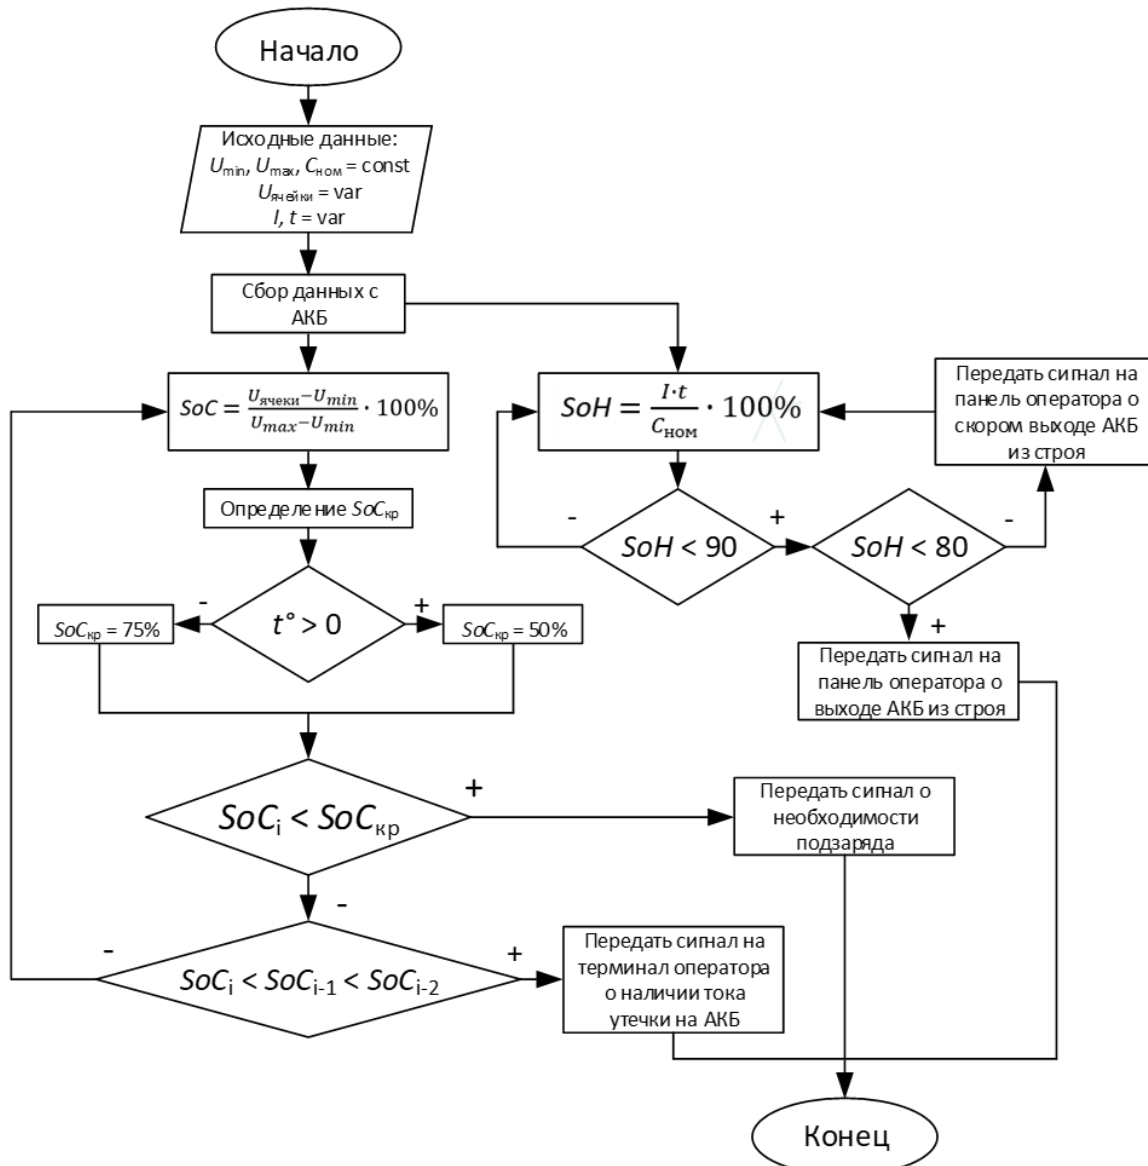 Начало
Исходные данные:
Umin, Umax, Cном = const
Uячейки = var
I, t = var
Сбор данных с
АКБ
SoC = (Uячеки−Umin)/(Umax−Umin) · 100%
SoH = (I·t)/Cном · 100%
Передать сигнал на
панель оператора о
скором выходе АКБ
из строя
Определение SoCкр
-
SoH < 90
+
SoH < 80
-
+
-
t° > 0
+
SoCкр = 75%
SoCкр = 50%
Передать сигнал на
панель оператора о
выходе АКБ из строя
SoCi < SoCкр
+
-
Передать сигнал о
необходимости
подзаряда
-
SoCi < SoCi-1 < SoCi-2
+
Передать сигнал на
терминал оператора
о наличии тока
утечки на АКБ
Конец